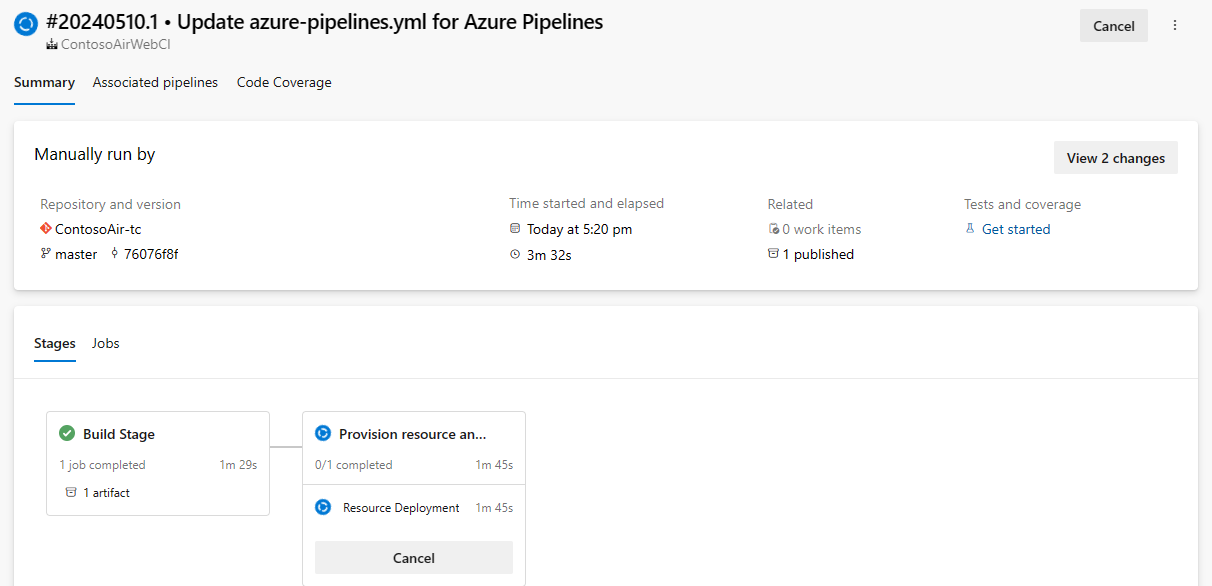 #20240510.1 • Update azure-pipelines.yml for Azure Pipelines
Cancel
ContosoAirWebCI
Summary Associated pipelines Code Coverage
Manually run by
View 2 changes
Repository and version
ContosoAir-tc
master 76076f8f
Time started and elapsed
Today at 5:20 pm
3m 32s
Related
0 work items
1 published
Tests and coverage
Get started
Stages Jobs
Build Stage
1 job completed 1m 29s
1 artifact
Provision resource an...
0/1 completed 1m 45s
Resource Deployment 1m 45s
Cancel